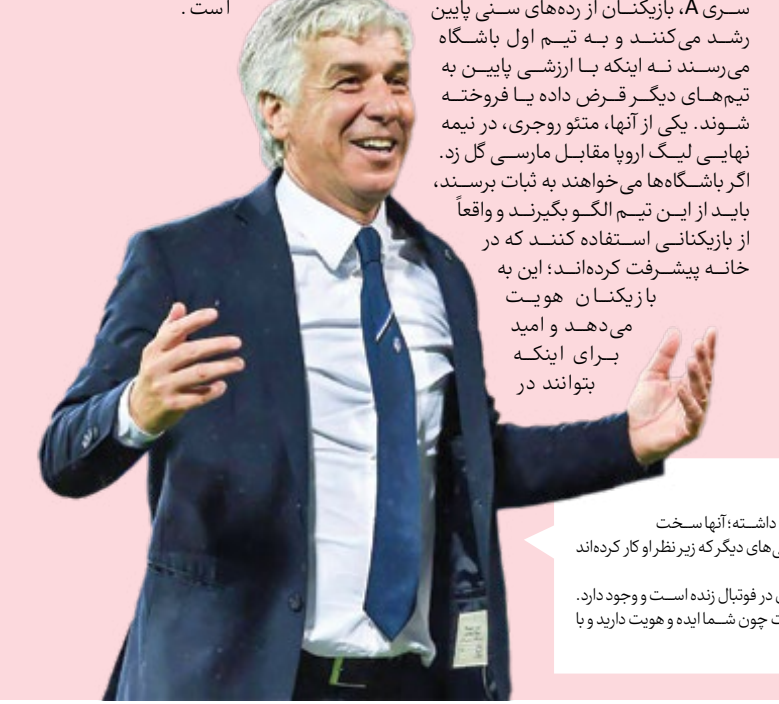 سری A، بازیکنان از رده‌های سنی پایین
رشد می‌کنند و به تیم اول باشگاه
می‌رسند نه اینکه با ارزشی پایین به
تیم‌های دیگر قرض داده یا فروخته
شوند. یکی از آنها، متئو روجری، در نیمه
نهایی لیگ اروپا مقابل مارسی گل زد.
اگر باشگاه‌ها می‌خواهند به ثبات برسند،
باید از این تیم الگو بگیرند و واقعاً
از بازیکنانی استفاده کنند که در
خانه پیشرفت کرده‌اند؛ این به
بازیکنان هویت
می‌دهد و امید
برای اینکه
بتوانند در
است.
داشته؛ آنها سخت
ی‌های دیگر که زیر نظر او کار کرده‌اند
در فوتبال زنده است و وجود دارد.
ت چون شما ایده و هویت دارید و با